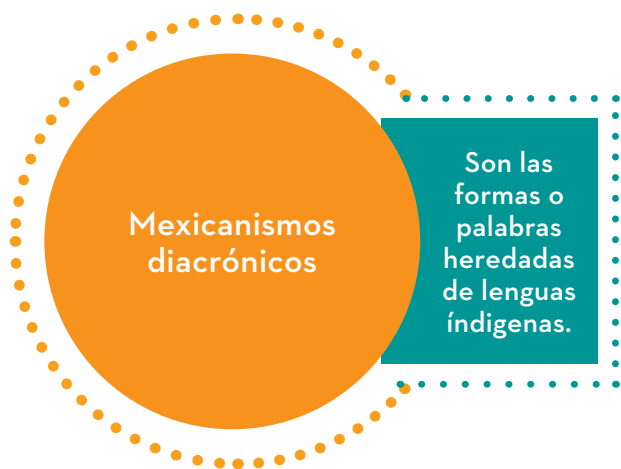 Mexicanismos
diacrónicos
Son las
formas o
palabras
heredadas
de lenguas
índigenas.